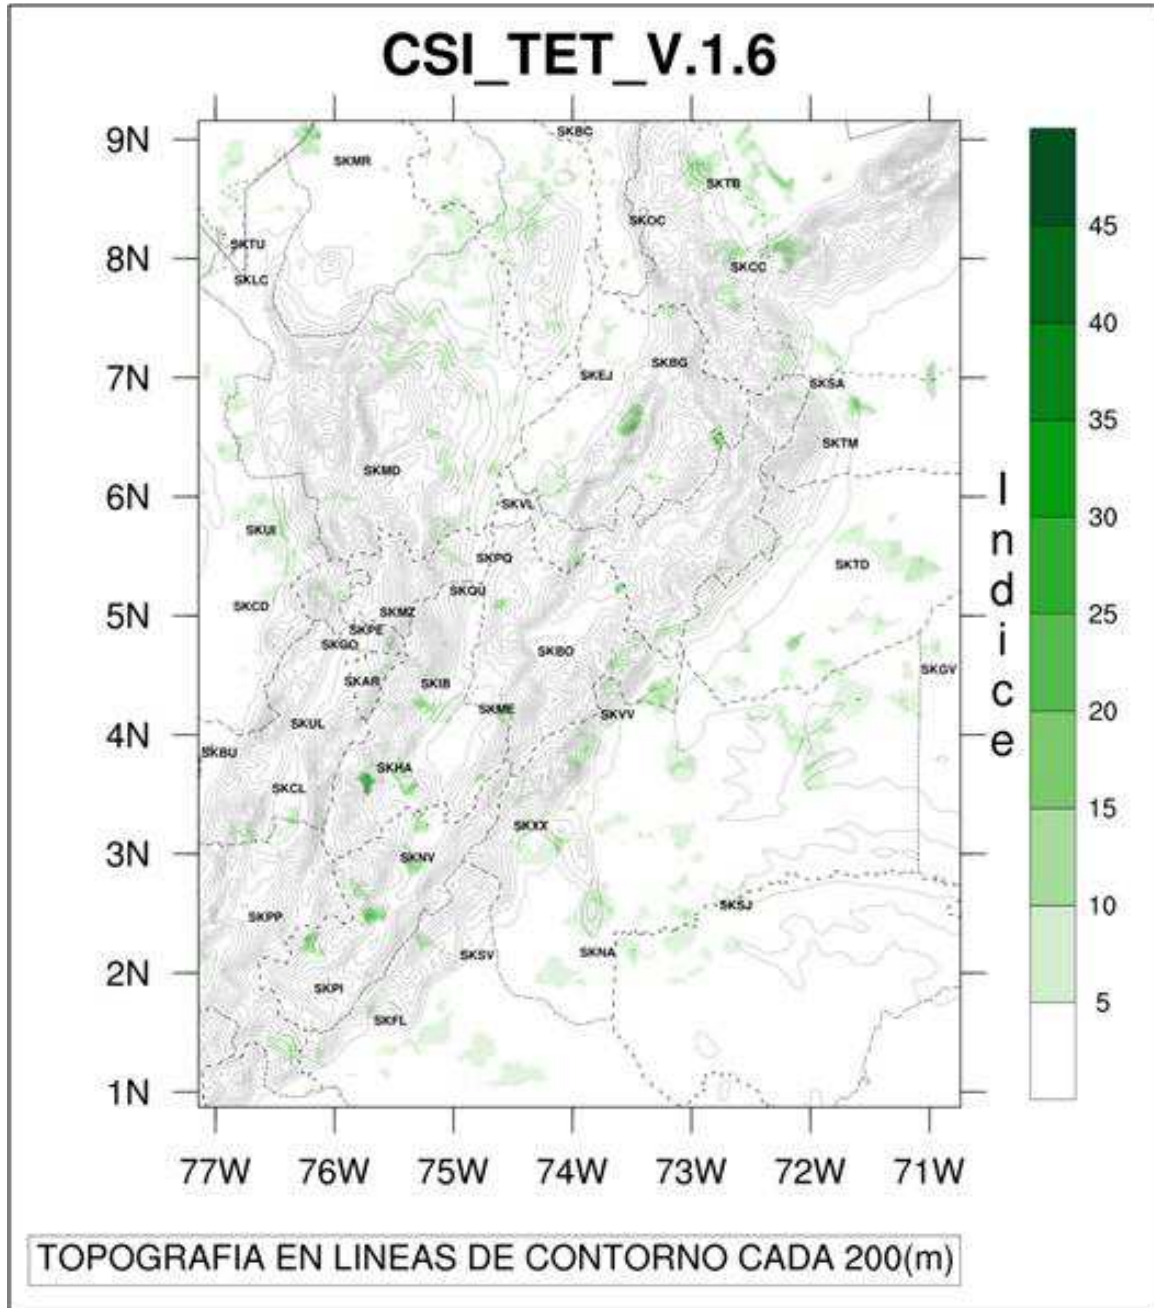 CSI_TET_V.1.6
9N
8N
7N
6N
5N
4N
3N
2N
1N
SKBC
SKMR
SKTB
SKOC
SKTU
SKLC
SKCC
SKBG
SKEJ
SKSA
SKTM
SKMD
SKVL
SKUI
SKPQ
SKTD
SKQU
SKCD
SKMZ
SKPE
SKGO
SKBO
SKGY
SKAR
SKIB
SKME
SKVV
SKUL
SKBU
SKHA
SKCL
SKXX
SKNV
SKPP
SKSJ
SKSV
SKNA
SKPI
SKFL
77W 76W 75W 74W 73W 72W 71W
45
40
35
30
25
20
15
10
5
Indice
TOPOGRAFIA EN LINEAS DE CONTORNO CADA 200(m)